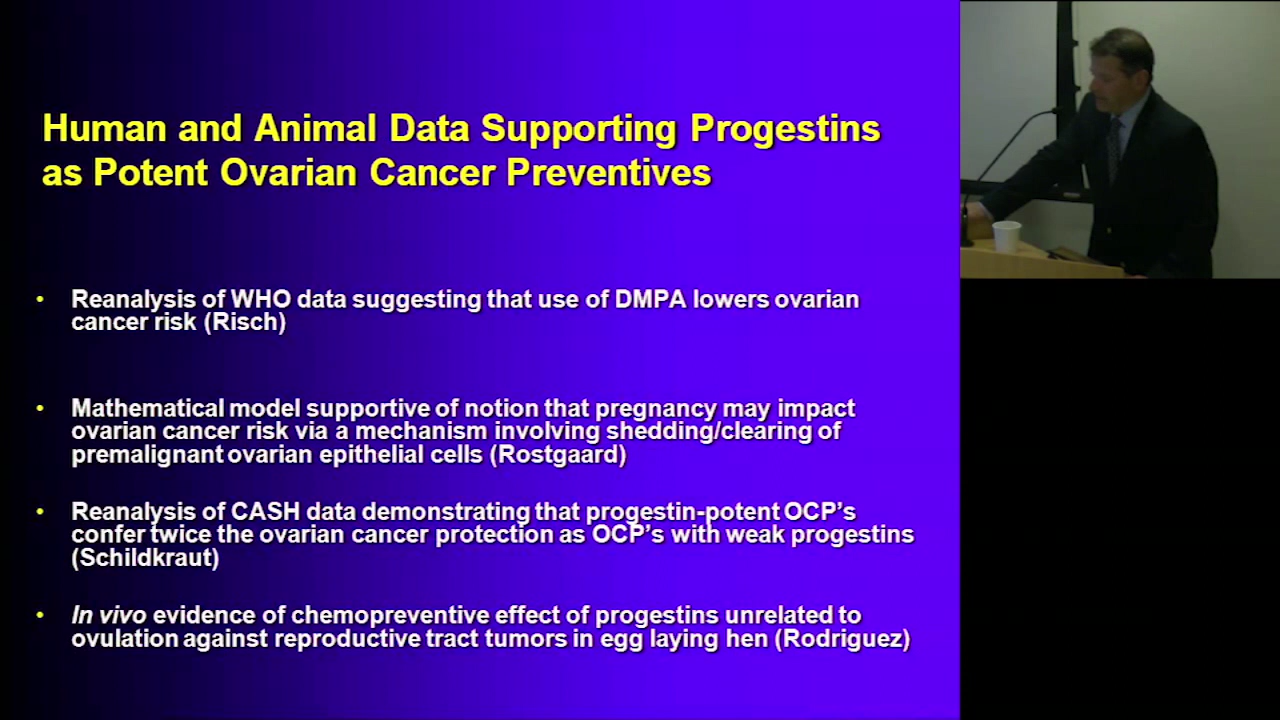 Human and Animal Data Supporting Progestins
as Potent Ovarian Cancer Preventives
• Reanalysis of WHO data suggesting that use of DMPA lowers ovarian
cancer risk (Risch)
• Mathematical model supportive of notion that pregnancy may impact
ovarian cancer risk via a mechanism involving shedding/clearing of
premalignant ovarian epithelial cells (Rostgaard)
• Reanalysis of CASH data demonstrating that progestin-potent OCP's
confer twice the ovarian cancer protection as OCP's with weak progestins
(Schildkraut)
• In vivo evidence of chemopreventive effect of progestins unrelated to
ovulation against reproductive tract tumors in egg laying hen (Rodriguez)